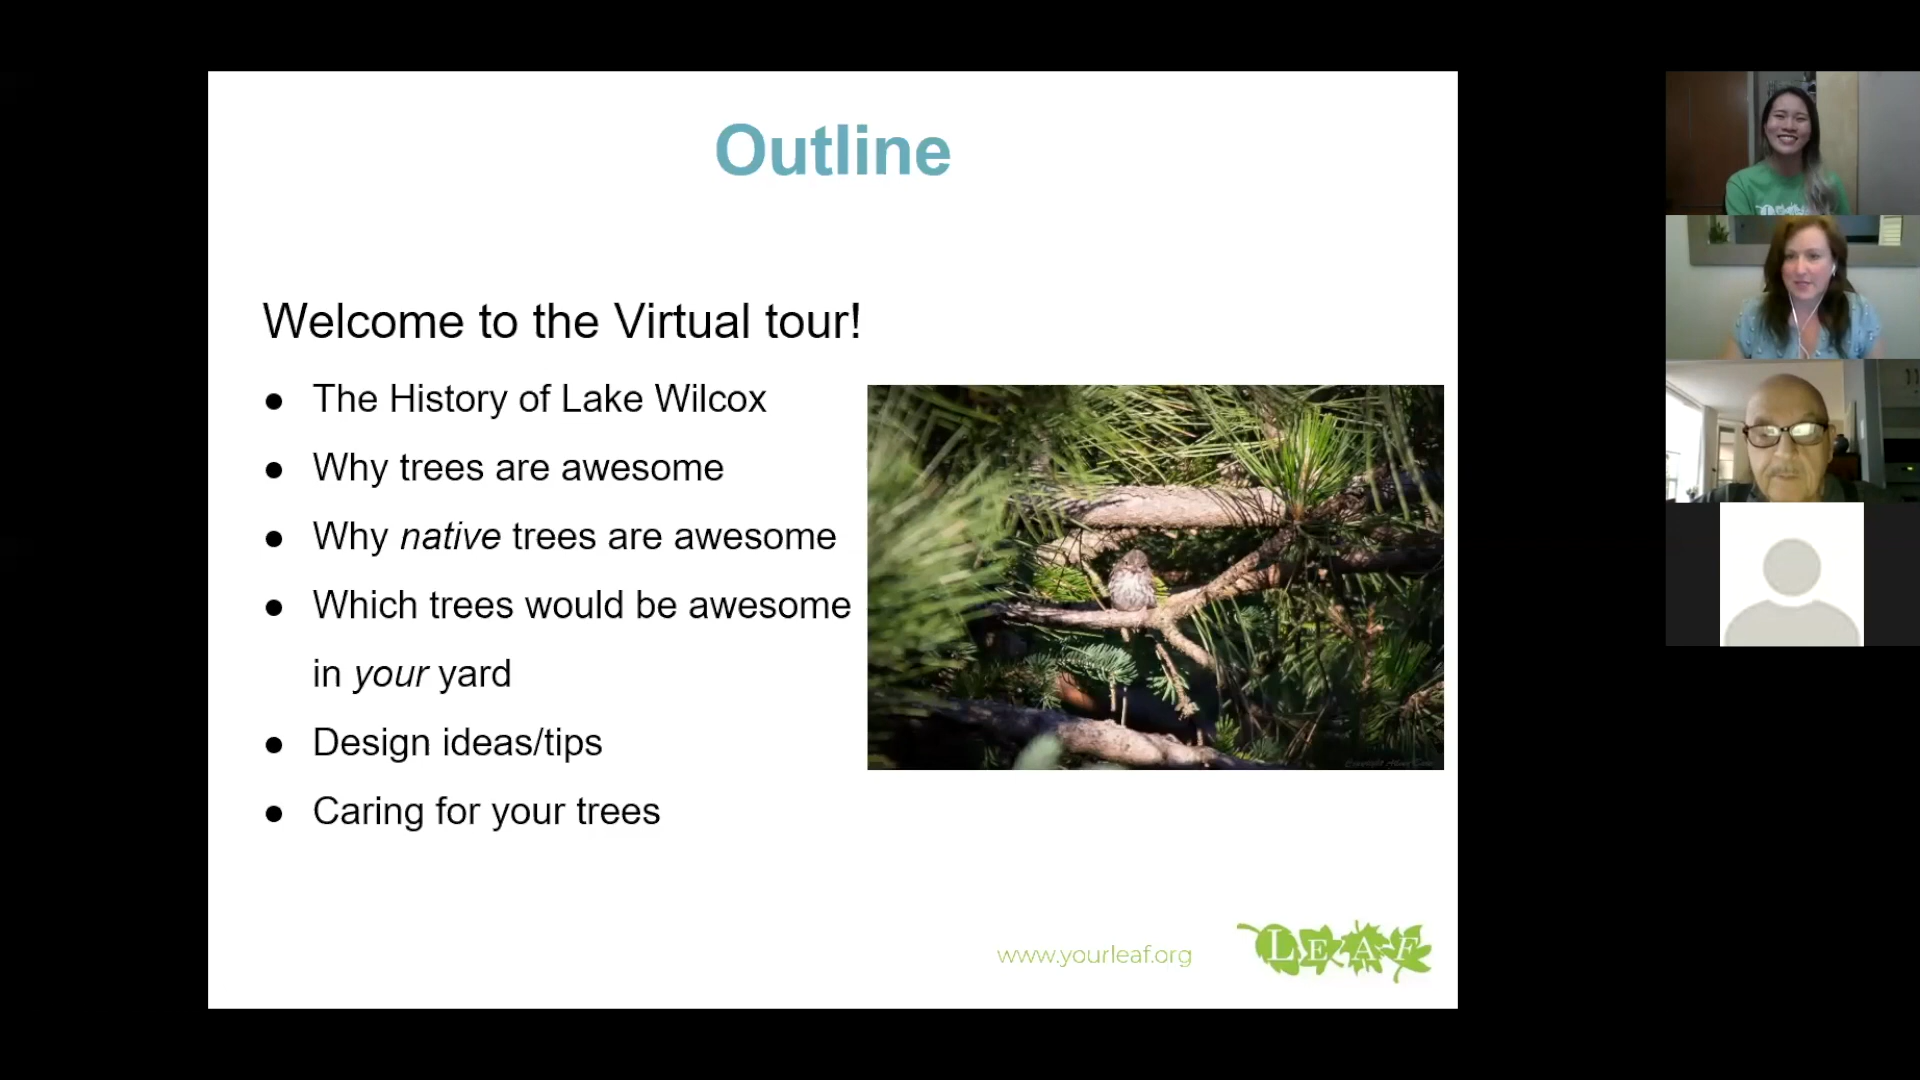 Outline
Welcome to the Virtual tour!
● The History of Lake Wilcox
● Why trees are awesome
● Why native trees are awesome
● Which trees would be awesome
in your yard
● Design ideas/tips
● Caring for your trees
www.yourleaf.org
LEAF